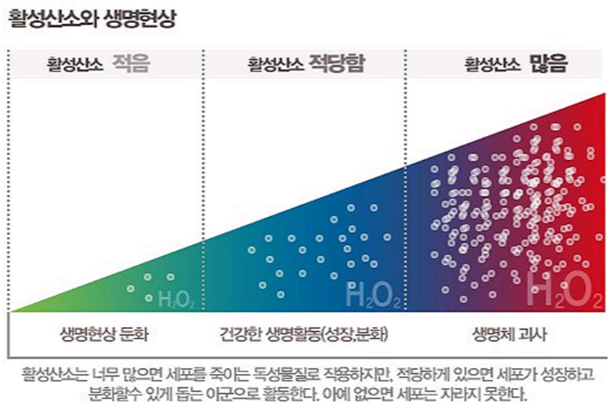 활성산소와 생명현상
활성산소 적음 활성산소 적당함 활성산소 많음
H₂O₂ H₂O₂ H₂O₂
생명현상 둔화 건강한 생명활동(성장,분화) 생명체 괴사
활성산소는 너무 많으면 세포를 죽이는 독성물질로 작용하지만, 적당하게 있으면 세포가 성장하고
분화할수 있게 돕는 아군으로 활동한다. 아예 없으면 세포는 자라지 못한다.